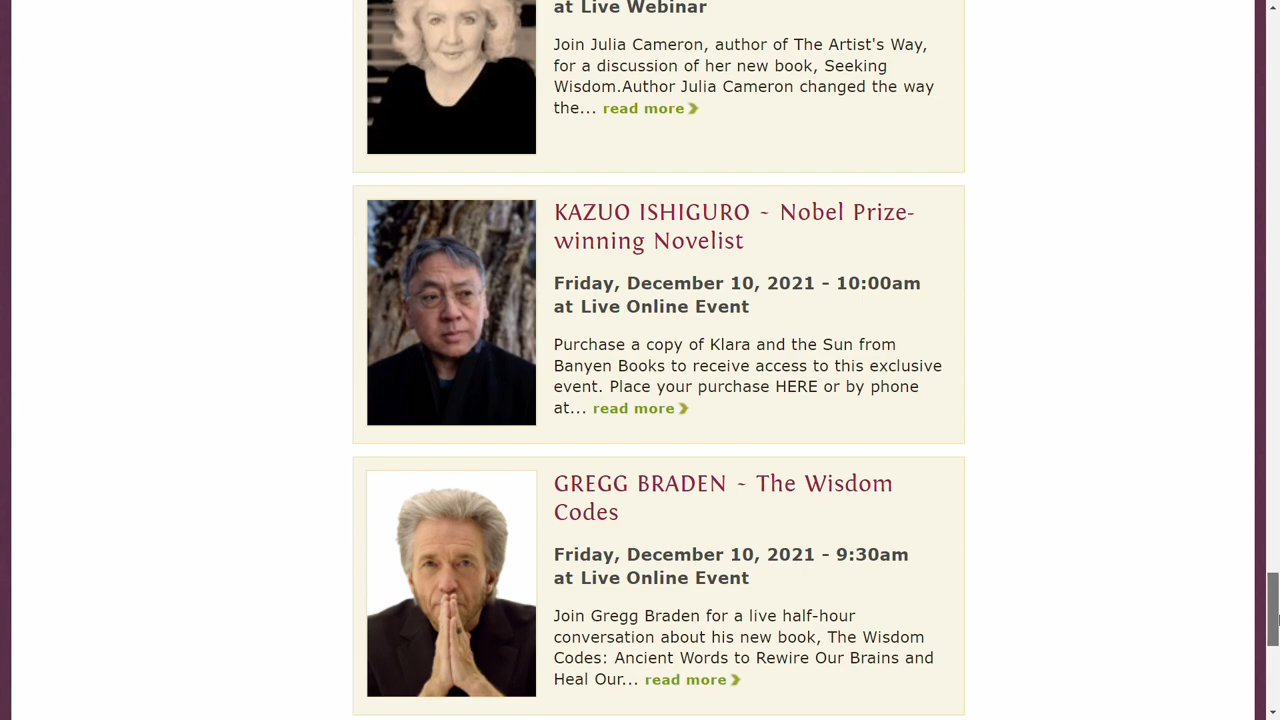 at Live Webinar
Join Julia Cameron, author of The Artist's Way,
for a discussion of her new book, Seeking
Wisdom.Author Julia Cameron changed the way
the... read more
KAZUO ISHIGURO ~ Nobel Prize-
winning Novelist
Friday, December 10, 2021 - 10:00am
at Live Online Event
Purchase a copy of Klara and the Sun from
Banyen Books to receive access to this exclusive
event. Place your purchase HERE or by phone
at... read more
GREGG BRADEN ~ The Wisdom
Codes
Friday, December 10, 2021 - 9:30am
at Live Online Event
Join Gregg Braden for a live half-hour
conversation about his new book, The Wisdom
Codes: Ancient Words to Rewire Our Brains and
Heal Our... read more